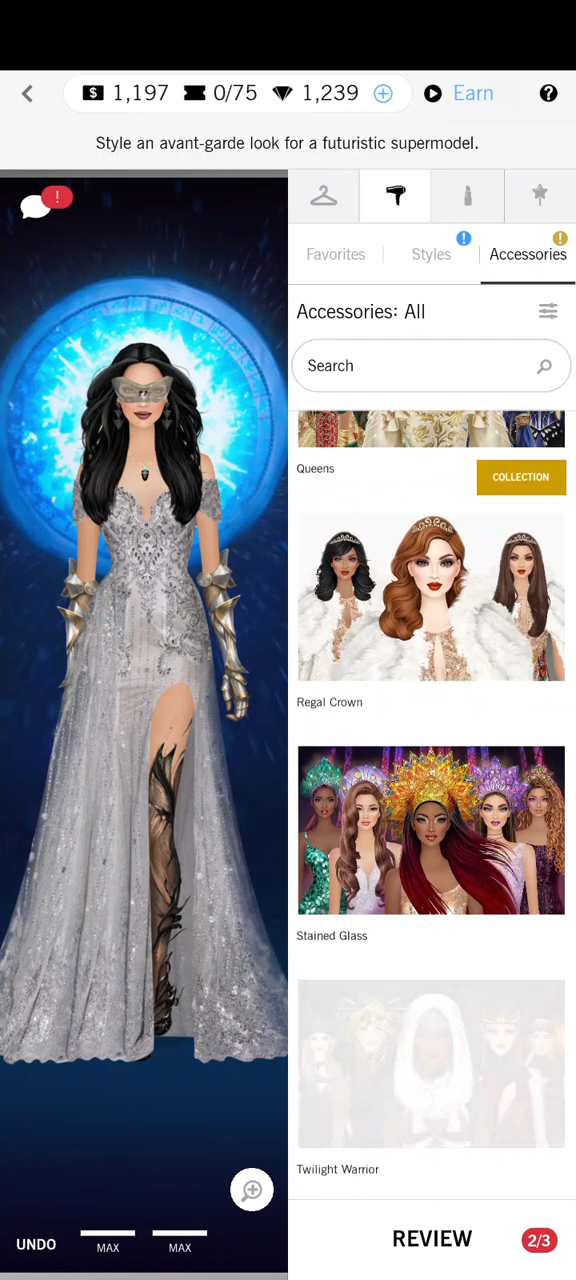 $ 1,197 0/75 1,239 Earn ?
Style an avant-garde look for a futuristic supermodel.
!
! !
Favorites Styles Accessories
Accessories: All
Search
Queens
COLLECTION
Regal Crown
Stained Glass
Twilight Warrior
UNDO MAX MAX
REVIEW 2/3